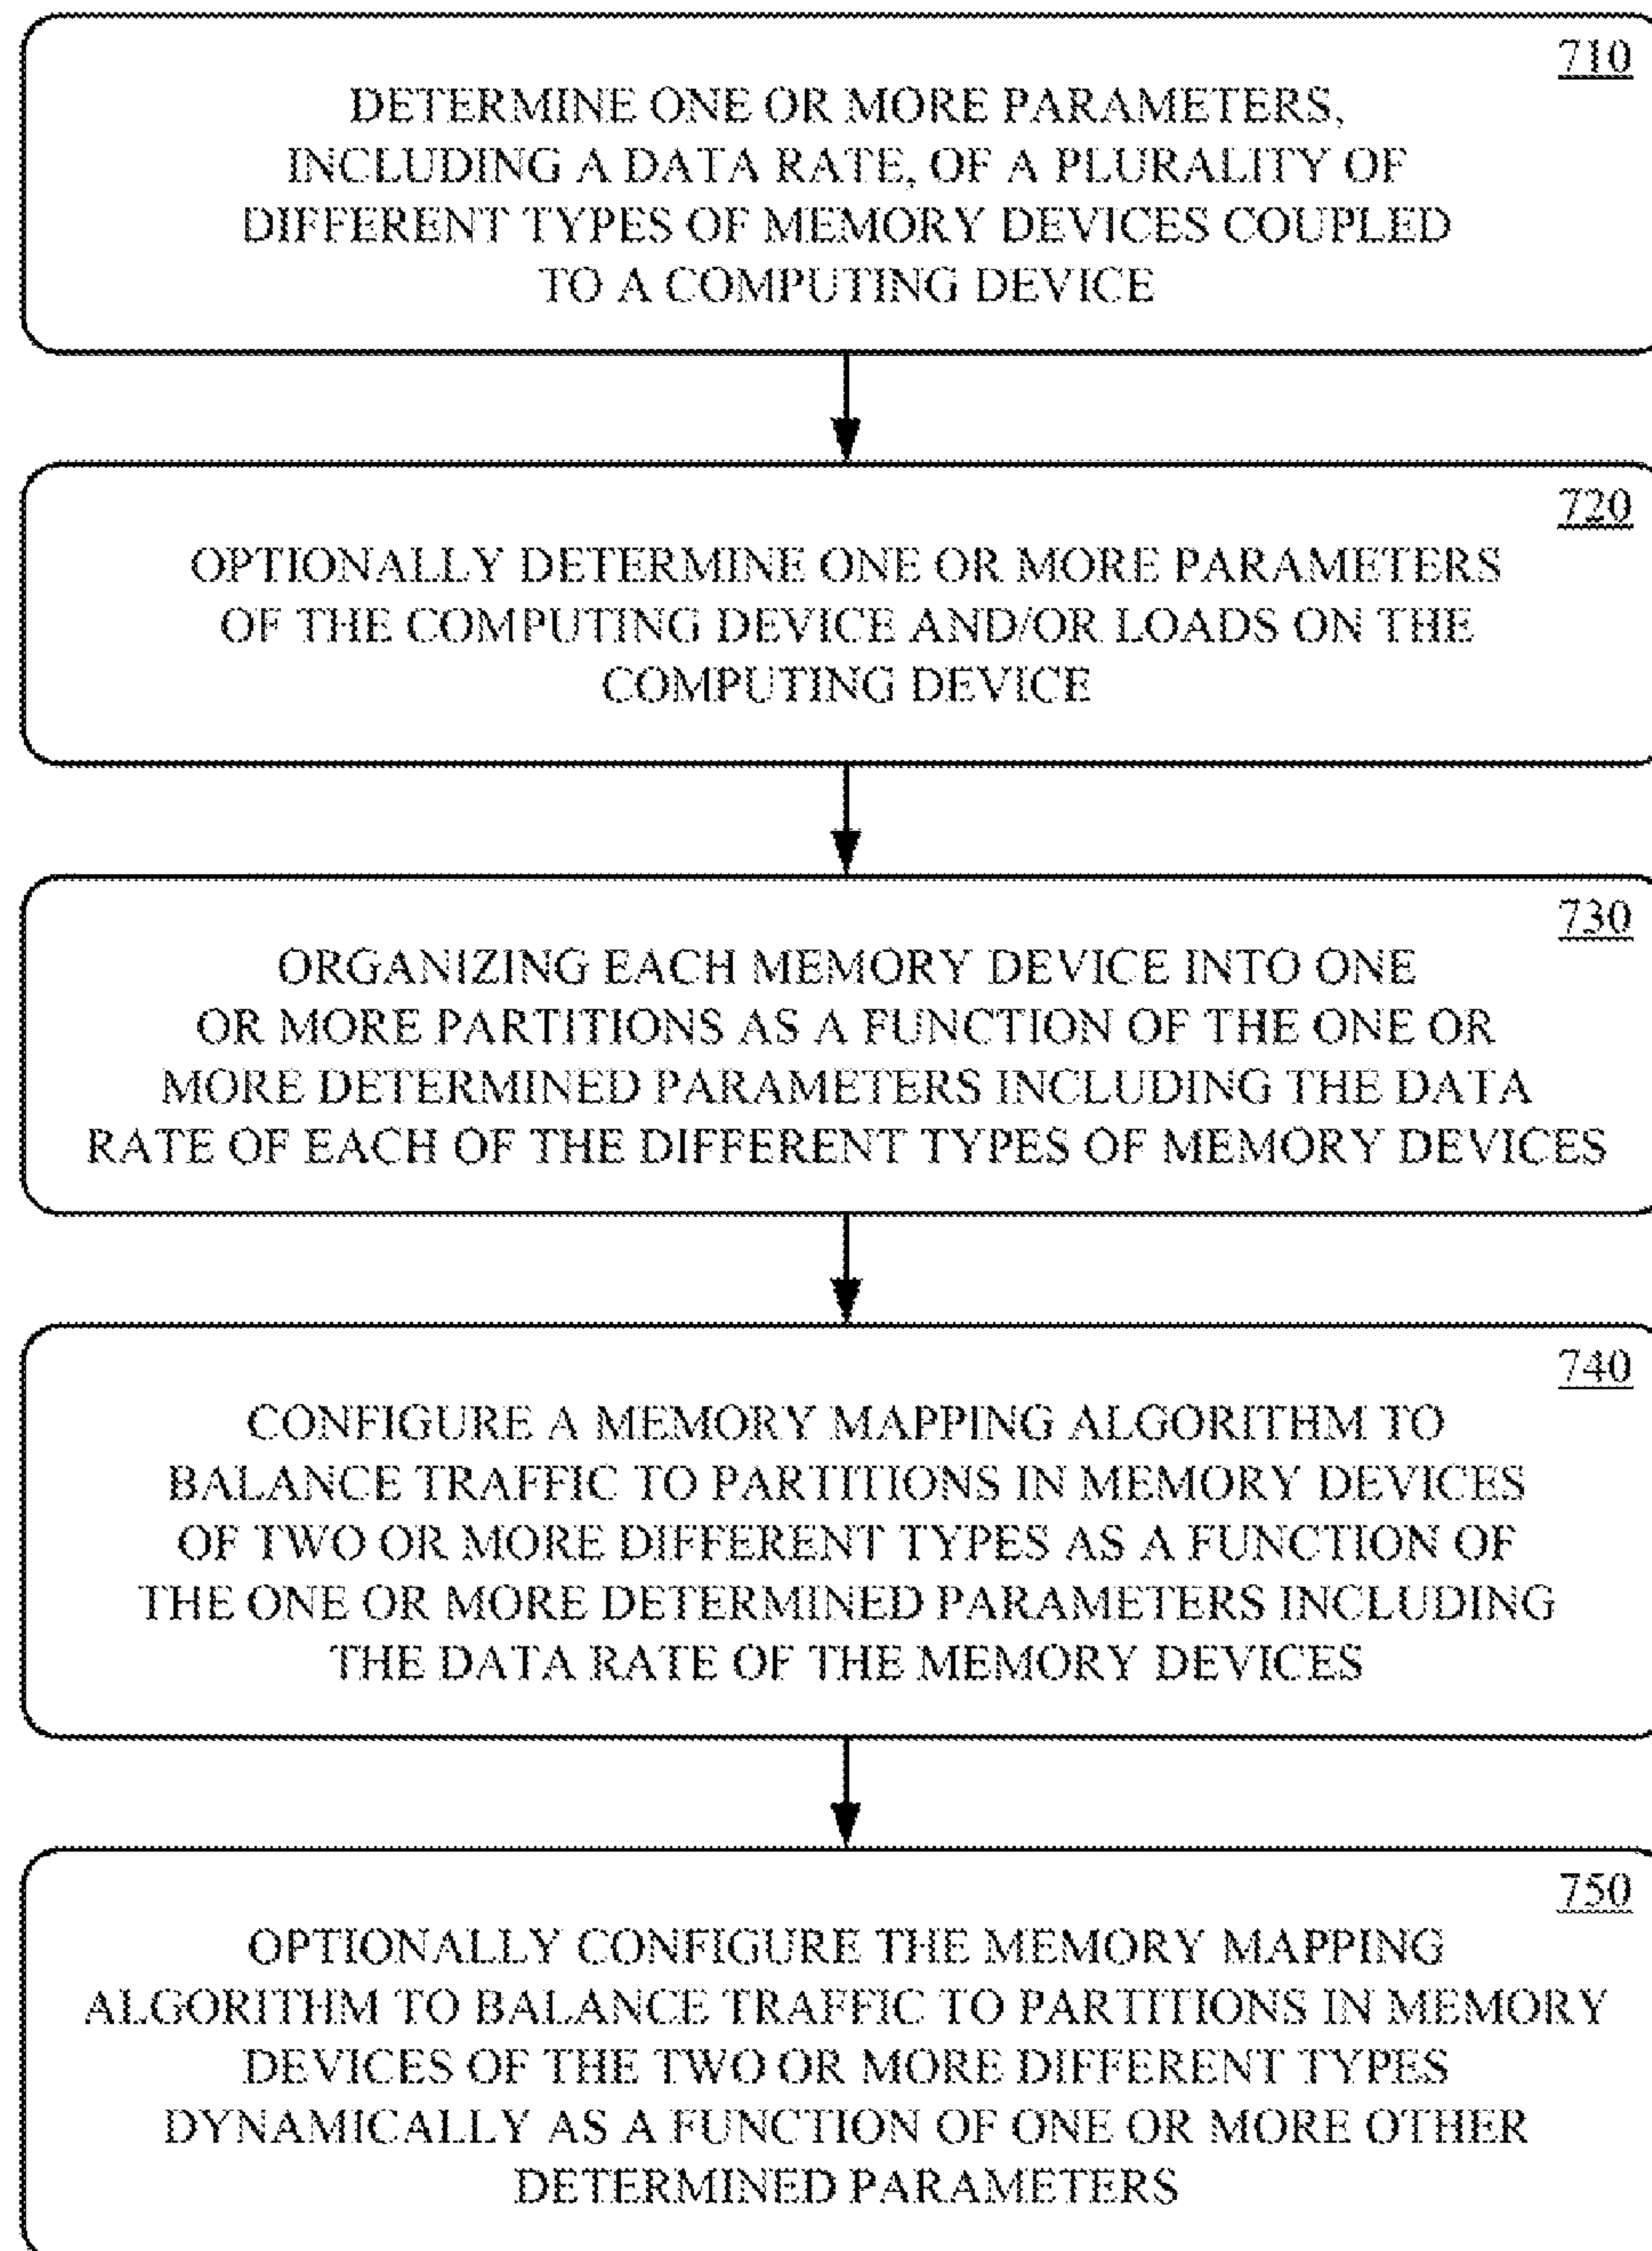 710
DETERMINE ONE OR MORE PARAMETERS,
INCLUDING A DATA RATE, OF A PLURALITY OF
DIFFERENT TYPES OF MEMORY DEVICES COUPLED
TO A COMPUTING DEVICE
720
OPTIONALLY DETERMINE ONE OR MORE PARAMETERS
OF THE COMPUTING DEVICE AND/OR LOADS ON THE
COMPUTING DEVICE
730
ORGANIZING EACH MEMORY DEVICE INTO ONE
OR MORE PARTITIONS AS A FUNCTION OF THE ONE OR
MORE DETERMINED PARAMETERS INCLUDING THE DATA
RATE OF EACH OF THE DIFFERENT TYPES OF MEMORY DEVICES
740
CONFIGURE A MEMORY MAPPING ALGORITHM TO
BALANCE TRAFFIC TO PARTITIONS IN MEMORY DEVICES
OF TWO OR MORE DIFFERENT TYPES AS A FUNCTION OF
THE ONE OR MORE DETERMINED PARAMETERS INCLUDING
THE DATA RATE OF THE MEMORY DEVICES
750
OPTIONALLY CONFIGURE THE MEMORY MAPPING
ALGORITHM TO BALANCE TRAFFIC TO PARTITIONS IN MEMORY
DEVICES OF THE TWO OR MORE DIFFERENT TYPES
DYNAMICALLY AS A FUNCTION OF ONE OR MORE OTHER
DETERMINED PARAMETERS